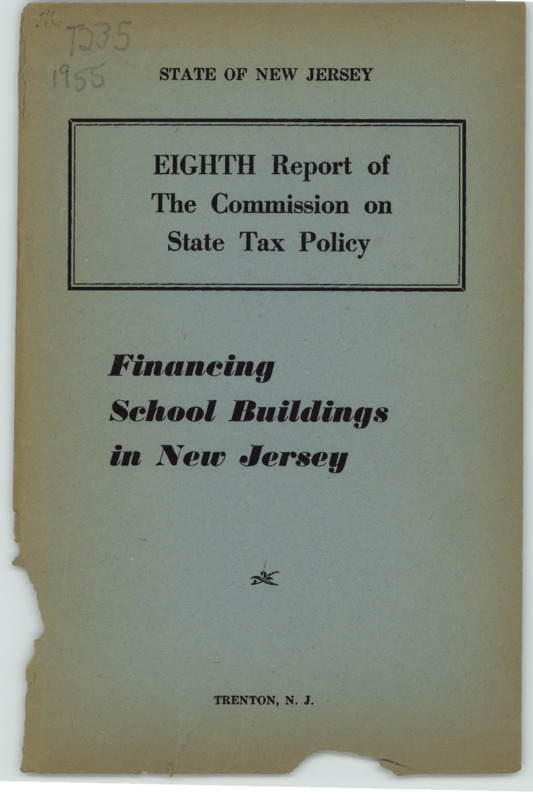 T235
1955
STATE OF NEW JERSEY
EIGHTH Report of
The Commission on
State Tax Policy
Financing
School Buildings
in New Jersey
TRENTON, N. J.